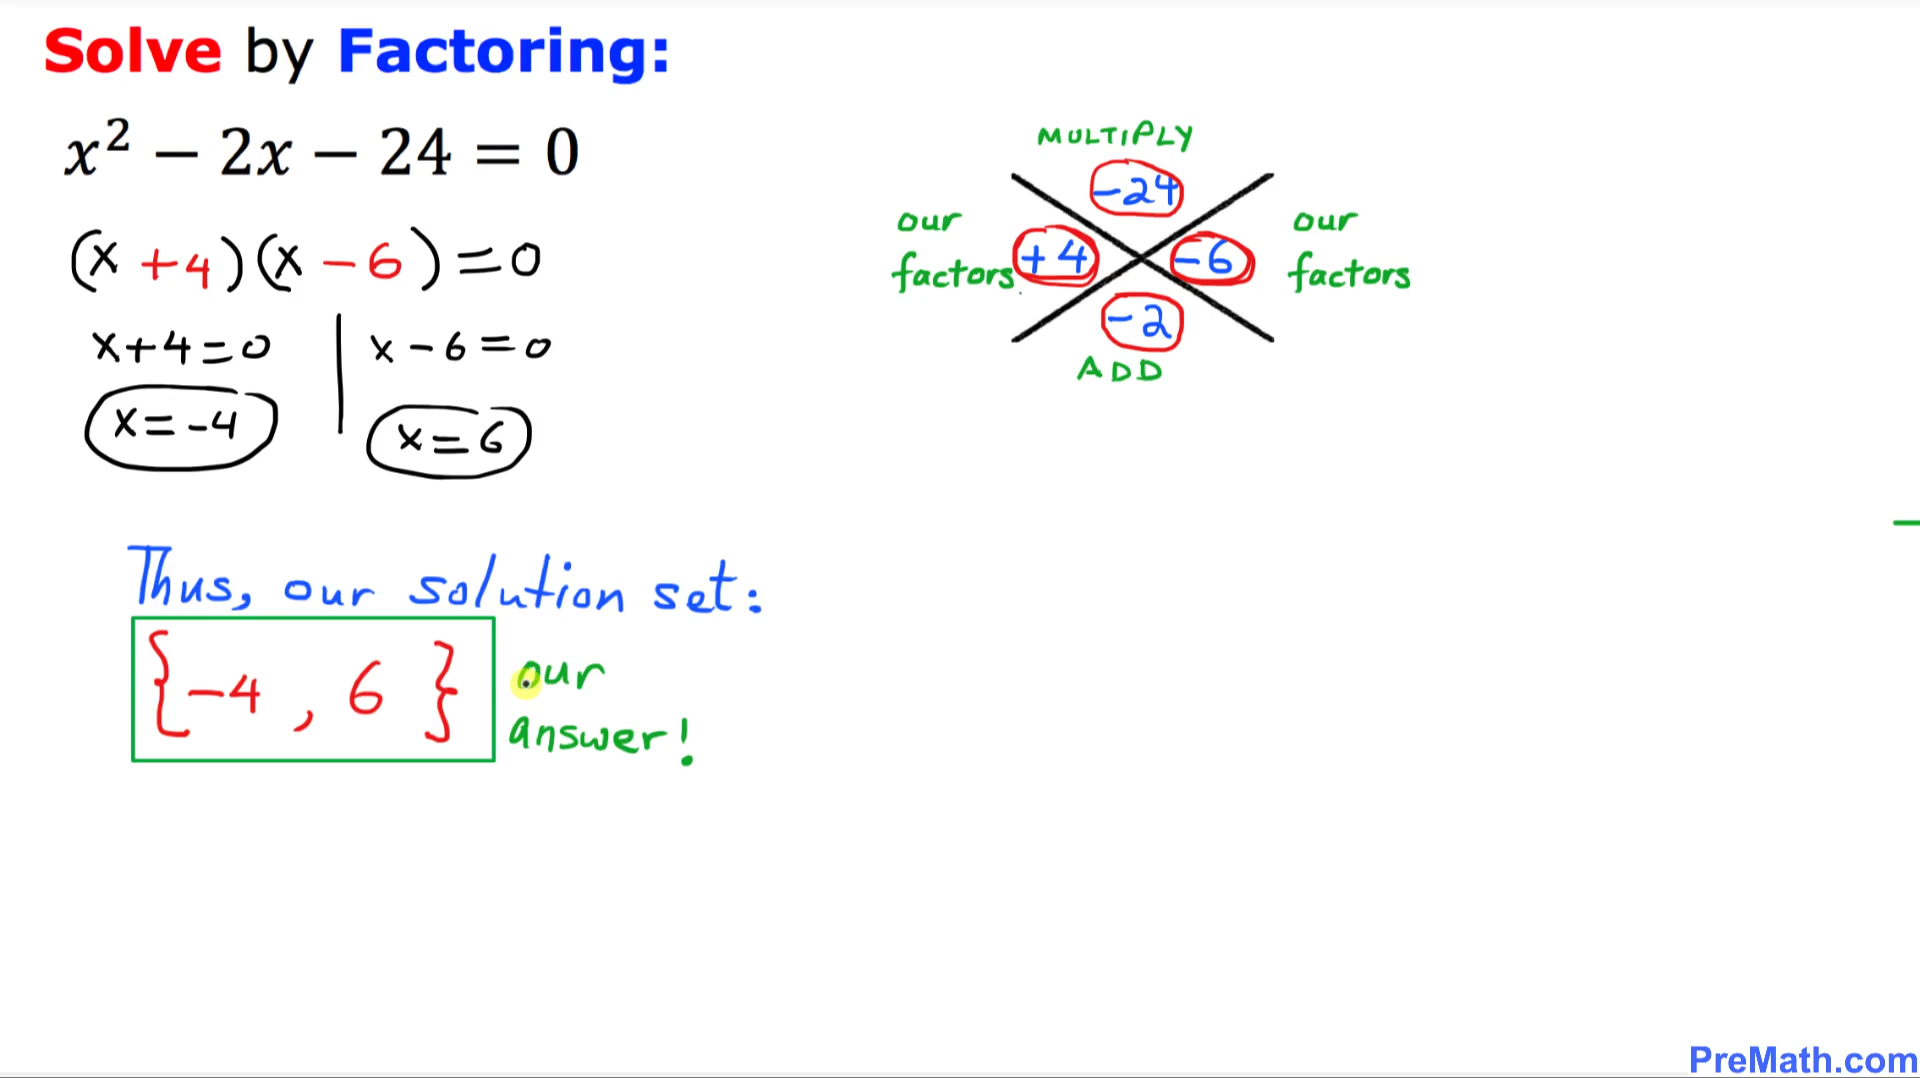 Solve by Factoring:
x² − 2x − 24 = 0
(x +4)(x −6)=0
x+4=0
x−6=0
x=−4
x=6
MULTIPLY
−24
our factors
+4
−6
our factors
−2
ADD
Thus, our solution set:
{−4, 6}
our
answer!
PreMath.com